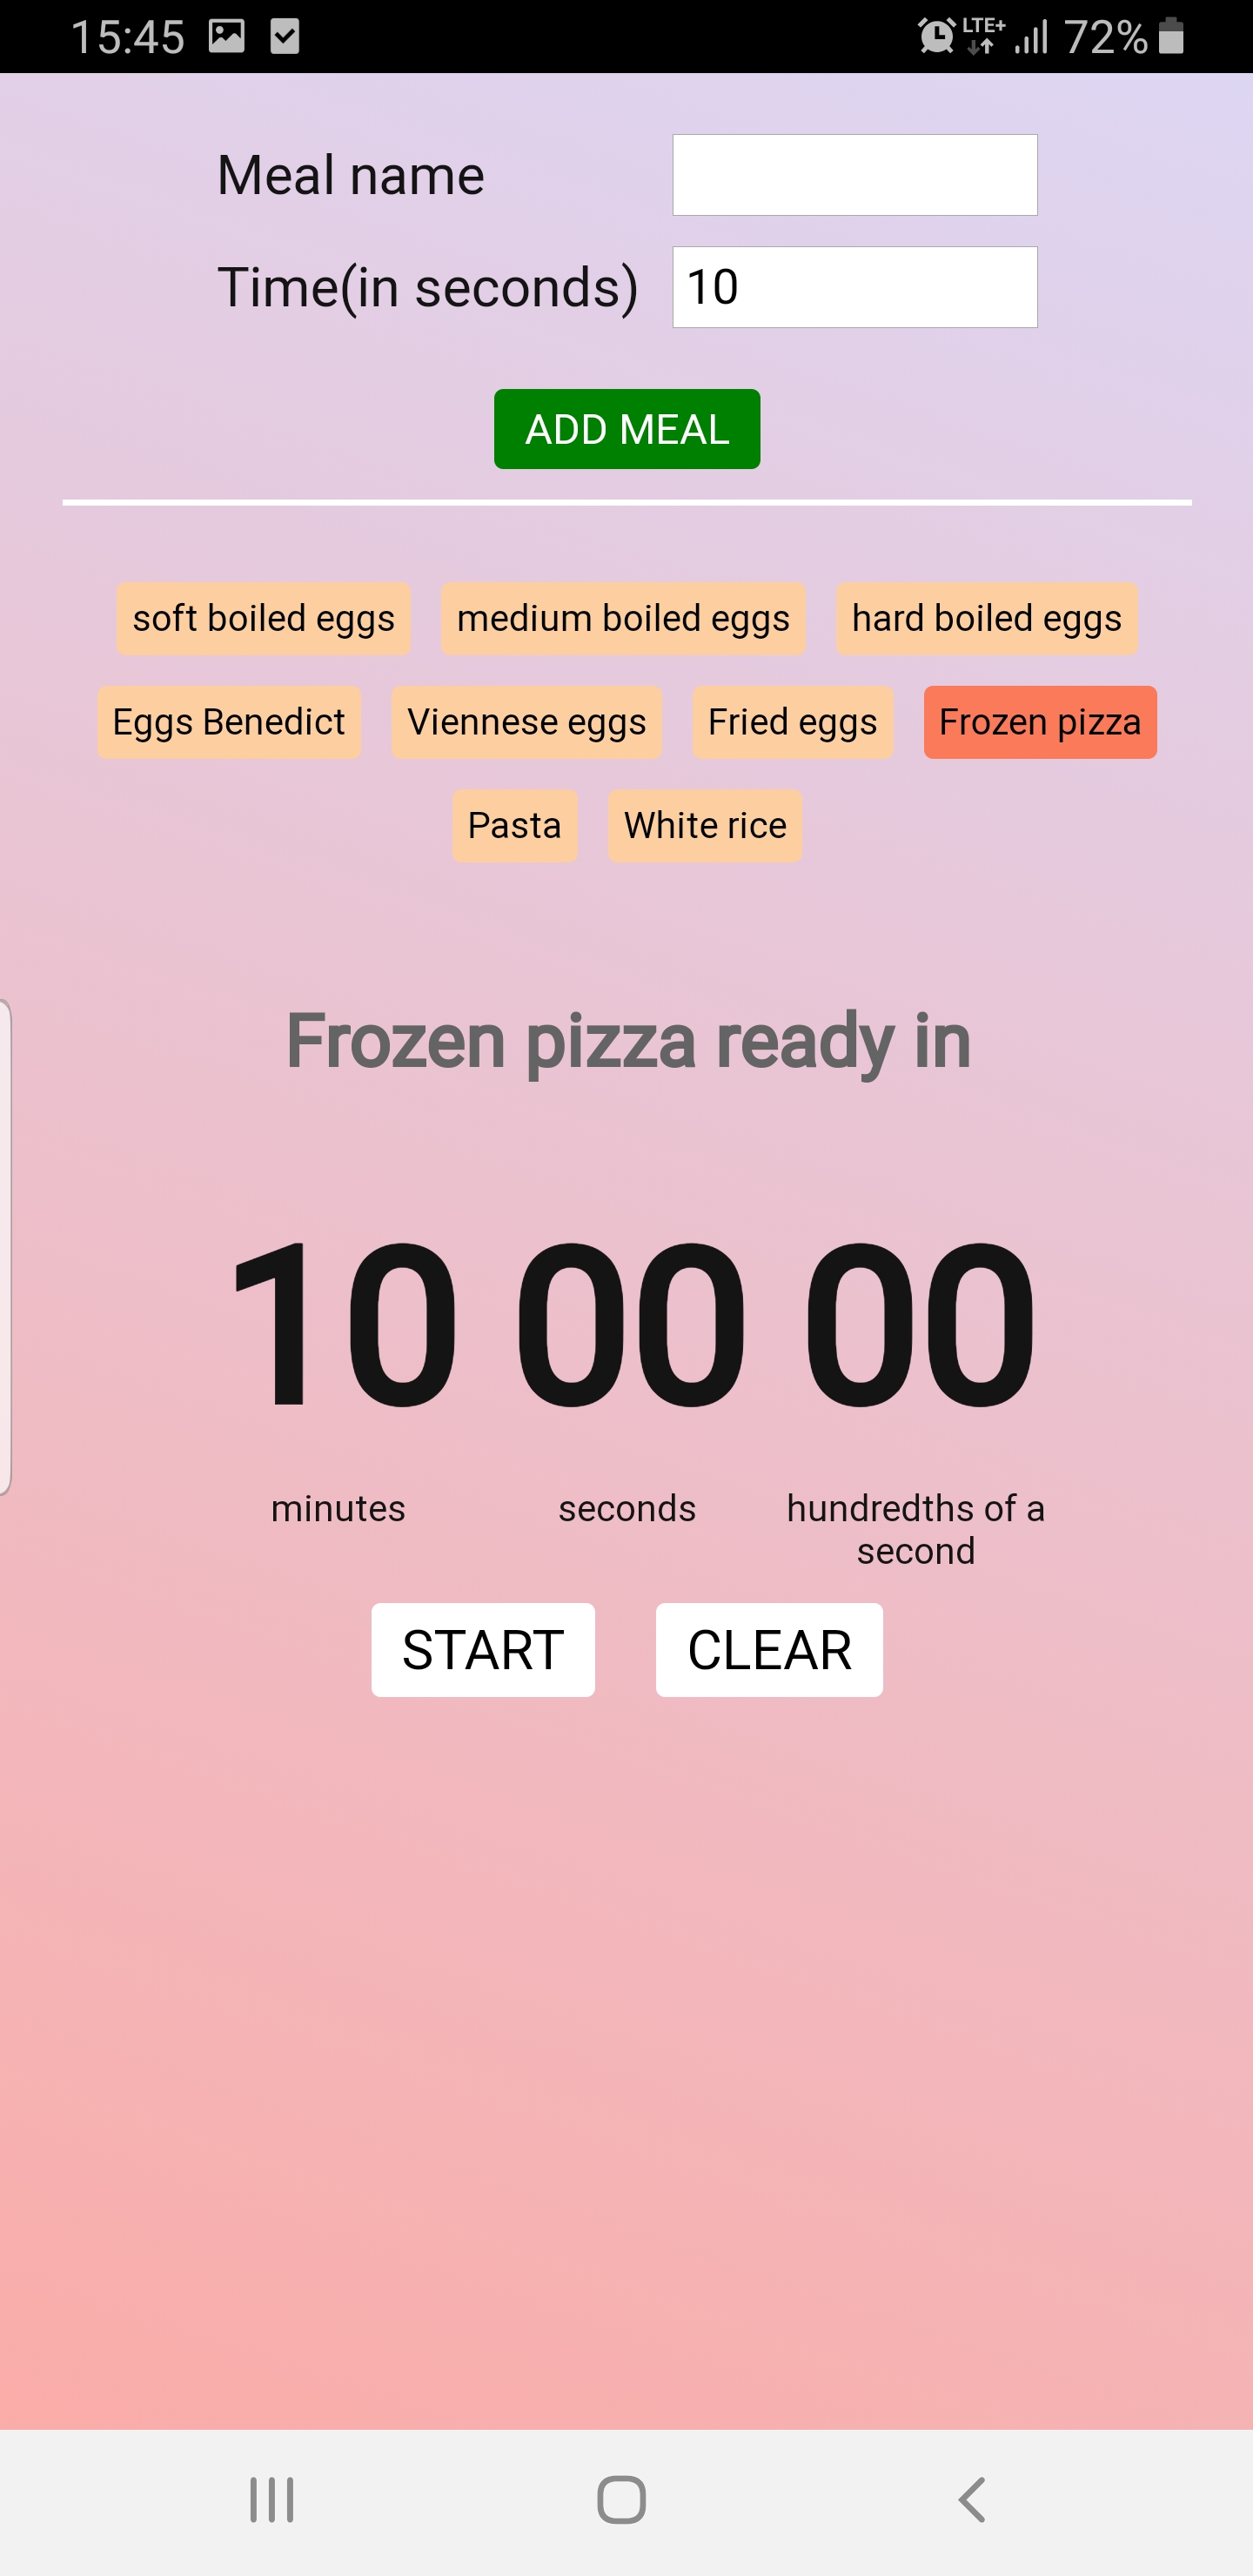 15:45 LTE+ 72%
Meal name
Time(in seconds) 10
ADD MEAL
soft boiled eggs medium boiled eggs hard boiled eggs
Eggs Benedict Viennese eggs Fried eggs Frozen pizza
Pasta White rice
Frozen pizza ready in
10 00 00
minutes seconds hundredths of a
second
START CLEAR